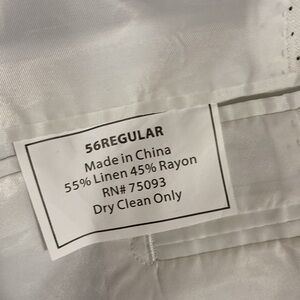 56REGULAR
Made in China
55% Linen 45% Rayon
RN# 75093
Dry Clean Only